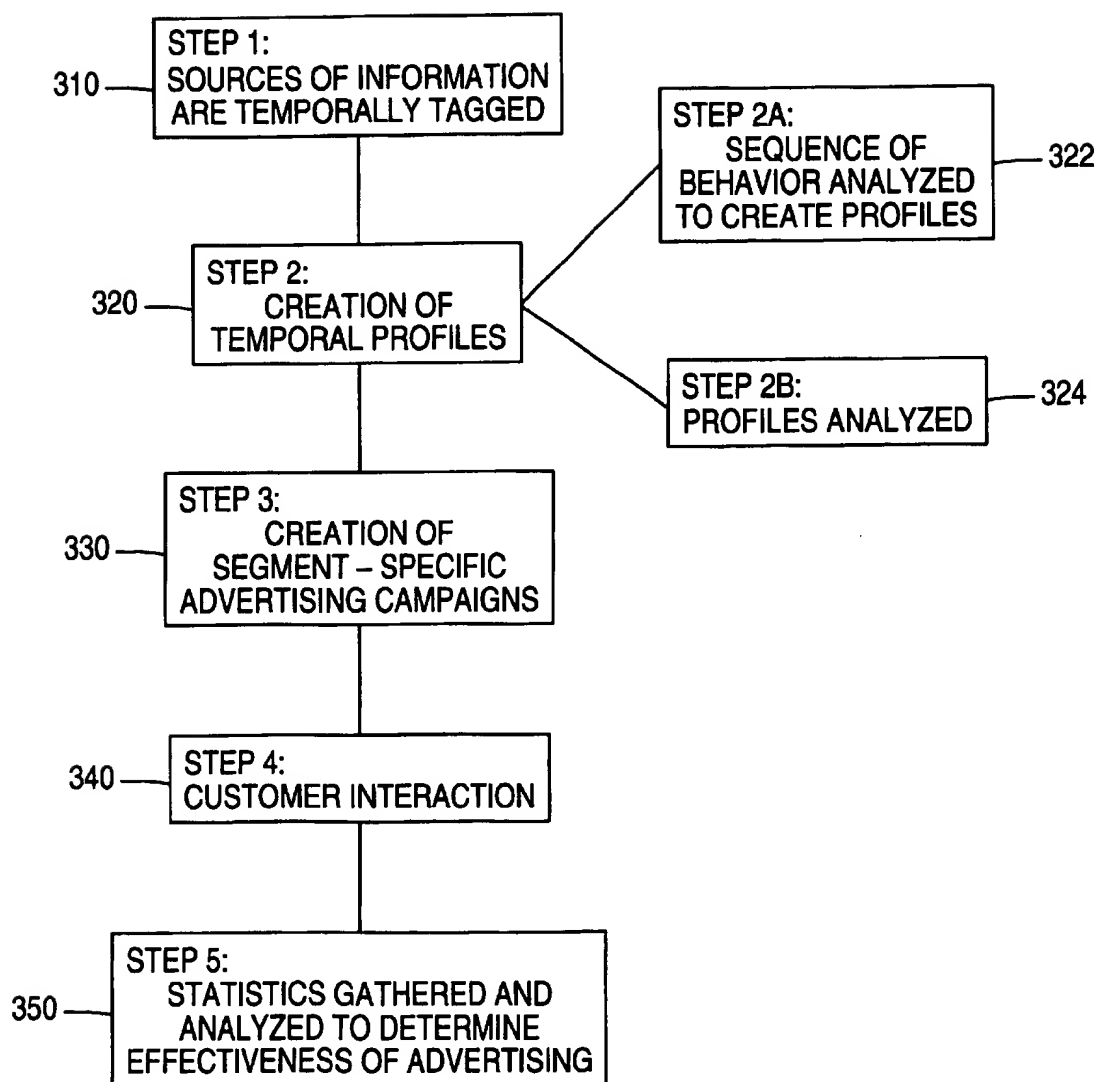 310
STEP 1:
SOURCES OF INFORMATION
ARE TEMPORALLY TAGGED
STEP 2A:
SEQUENCE OF
BEHAVIOR ANALYZED
TO CREATE PROFILES
322
320
STEP 2:
CREATION OF
TEMPORAL PROFILES
STEP 2B:
PROFILES ANALYZED
324
330
STEP 3:
CREATION OF
SEGMENT – SPECIFIC
ADVERTISING CAMPAIGNS
340
STEP 4:
CUSTOMER INTERACTION
350
STEP 5:
STATISTICS GATHERED AND
ANALYZED TO DETERMINE
EFFECTIVENESS OF ADVERTISING